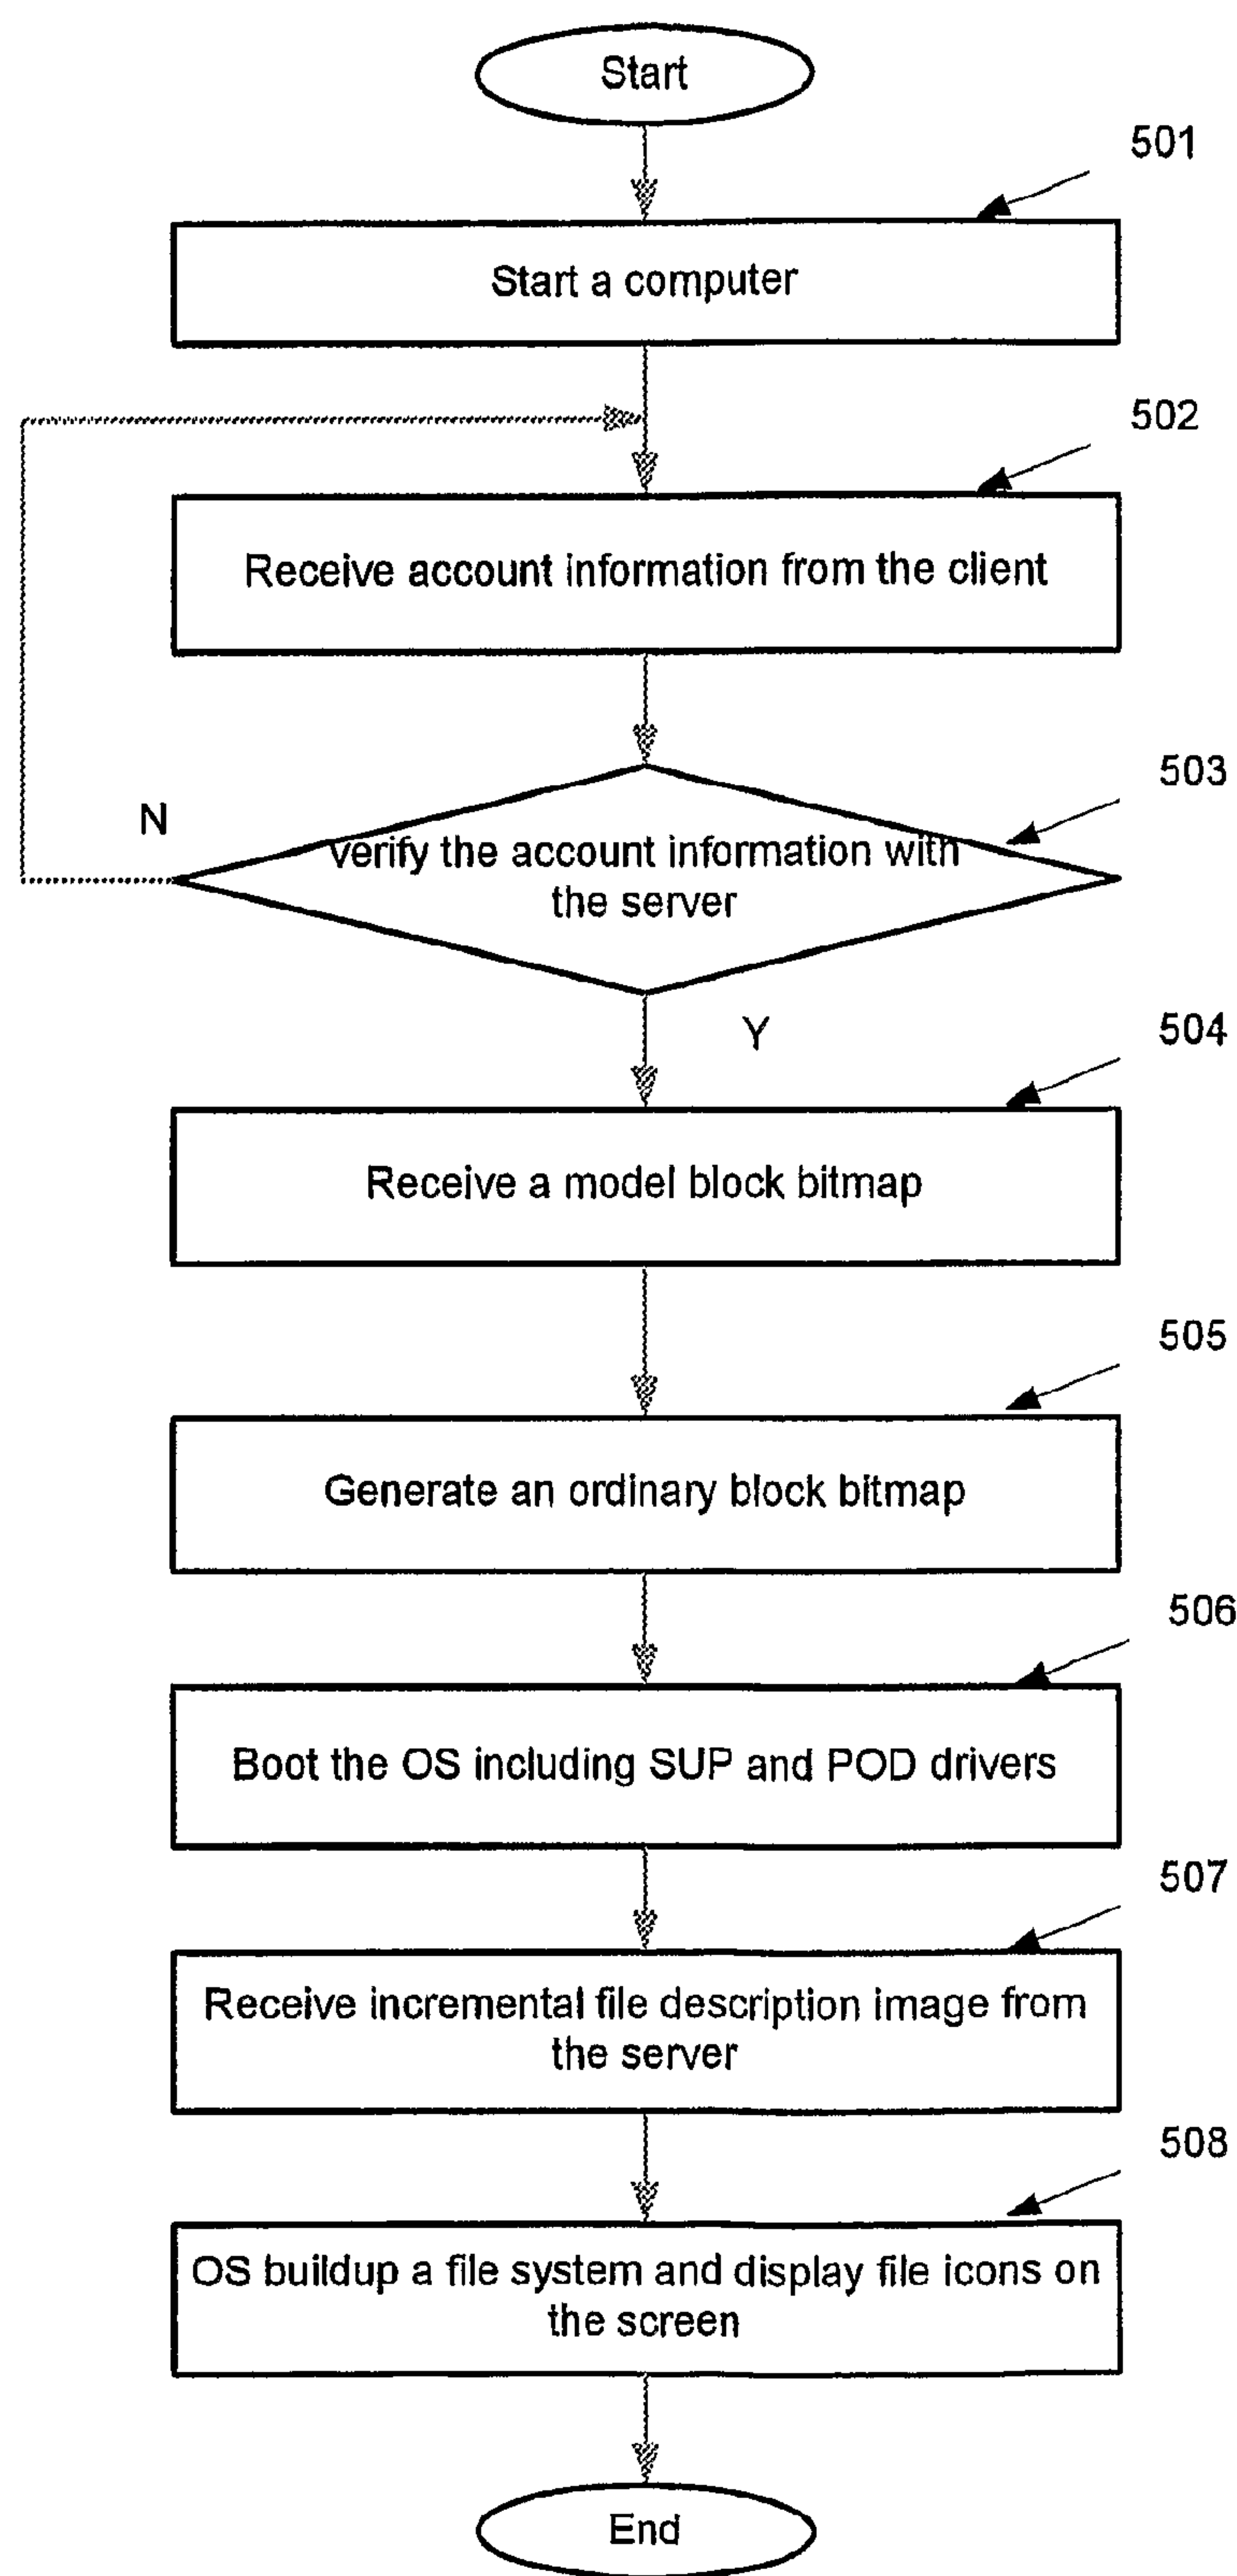 Start
501
Start a computer
502
Receive account information from the client
503
N
verify the account information with
the server
Y
504
Receive a model block bitmap
505
Generate an ordinary block bitmap
506
Boot the OS including SUP and POD drivers
507
Receive incremental file description image from
the server
508
OS buildup a file system and display file icons on
the screen
End